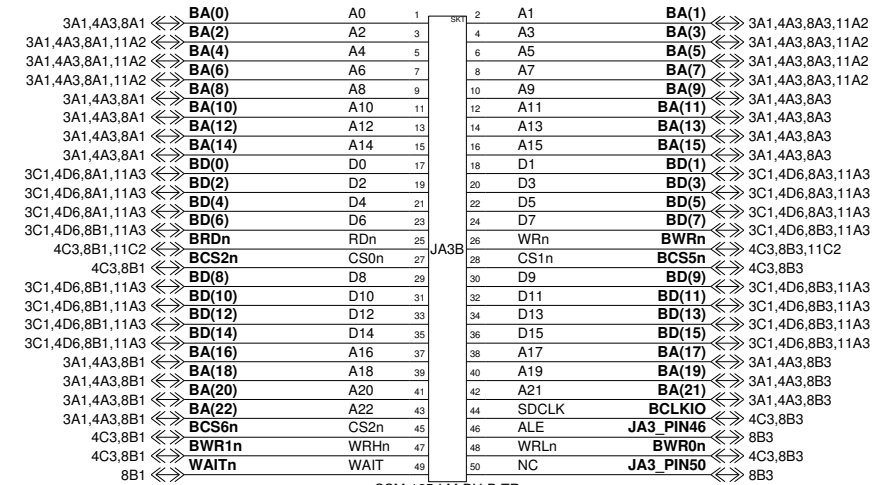 3A1,4A3,8A1 BA(0) A0 1 SKT 2 A1 BA(1) 3A1,4A3,8A3,11A2
3A1,4A3,8A1,11A2 BA(2) A2 3 4 A3 BA(3) 3A1,4A3,8A3,11A2
3A1,4A3,8A1,11A2 BA(4) A4 5 6 A5 BA(5) 3A1,4A3,8A3,11A2
3A1,4A3,8A1,11A2 BA(6) A6 7 8 A7 BA(7) 3A1,4A3,8A3,11A2
3A1,4A3,8A1 BA(8) A8 9 10 A9 BA(9) 3A1,4A3,8A3
3A1,4A3,8A1 BA(10) A10 11 12 A11 BA(11) 3A1,4A3,8A3
3A1,4A3,8A1 BA(12) A12 13 14 A13 BA(13) 3A1,4A3,8A3
3A1,4A3,8A1 BA(14) A14 15 16 A15 BA(15) 3A1,4A3,8A3
3C1,4D6,8A1,11A3 BD(0) D0 17 18 D1 BD(1) 3C1,4D6,8A3,11A3
3C1,4D6,8A1,11A3 BD(2) D2 19 20 D3 BD(3) 3C1,4D6,8A3,11A3
3C1,4D6,8A1,11A3 BD(4) D4 21 22 D5 BD(5) 3C1,4D6,8A3,11A3
3C1,4D6,8B1,11A3 BD(6) D6 23 24 D7 BD(7) 3C1,4D6,8B3,11A3
4C3,8B1,11C2 BRDn RDn 25 JA3B 26 WRn BWRn 4C3,8B3,11C2
4C3,8B1 BCS2n CS0n 27 28 CS1n BCS5n 4C3,8B3
3C1,4D6,8B1,11A3 BD(8) D8 29 30 D9 BD(9) 3C1,4D6,8B3,11A3
3C1,4D6,8B1,11A3 BD(10) D10 31 32 D11 BD(11) 3C1,4D6,8B3,11A3
3C1,4D6,8B1,11A3 BD(12) D12 33 34 D13 BD(13) 3C1,4D6,8B3,11A3
3C1,4D6,8B1,11A3 BD(14) D14 35 36 D15 BD(15) 3C1,4D6,8B3,11A3
3A1,4A3,8B1 BA(16) A16 37 38 A17 BA(17) 3A1,4A3,8B3
3A1,4A3,8B1 BA(18) A18 39 40 A19 BA(19) 3A1,4A3,8B3
3A1,4A3,8B1 BA(20) A20 41 42 A21 BA(21) 3A1,4A3,8B3
3A1,4A3,8B1 BA(22) A22 43 44 SDCLK BCLKIO 4C3,8B3
4C3,8B1 BCS6n CS2n 45 46 ALE JA3_PIN46 8B3
4C3,8B1 BWR1n WRHn 47 48 WRLn BWR0n 4C3,8B3
8B1 WAITn WAIT 49 50 NC JA3_PIN50 8B3